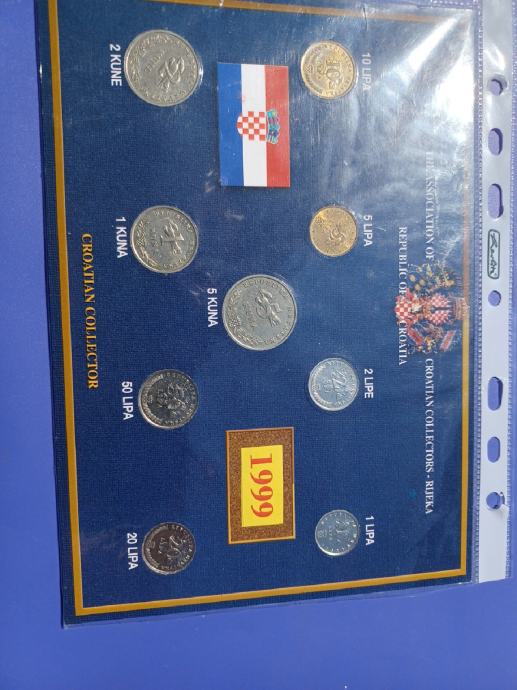 THE ASSOCIATION OF CROATIAN COLLECTORS - RIJEKA
REPUBLIC OF CROATIA
10 LIPA
5 LIPA
2 LIPE
1 LIPA
5 KUNA
1999
2 KUNE
1 KUNA
50 LIPA
20 LIPA
CROATIAN COLLECTOR